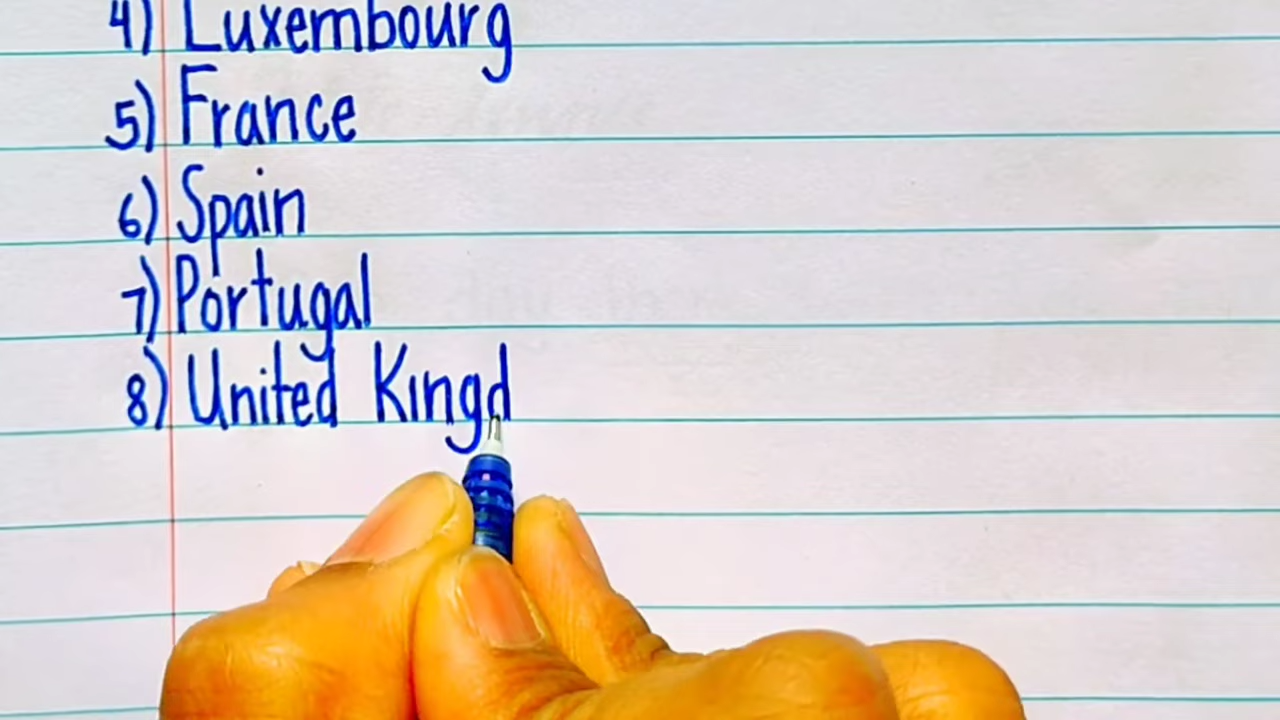 4) Luxembourg
5) France
6) Spain
7) Portugal
8) United Kingd